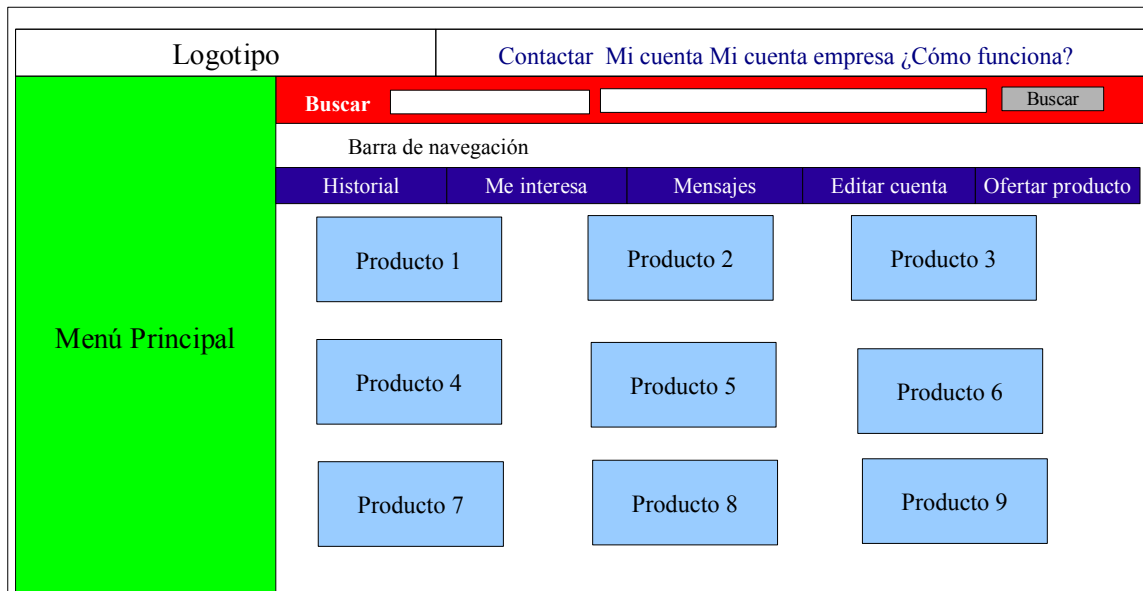 Logotipo
Contactar Mi cuenta Mi cuenta empresa ¿Cómo funciona?
Buscar
Buscar
Barra de navegación
Historial
Me interesa
Mensajes
Editar cuenta
Ofertar producto
Menú Principal
Producto 1
Producto 2
Producto 3
Producto 4
Producto 5
Producto 6
Producto 7
Producto 8
Producto 9